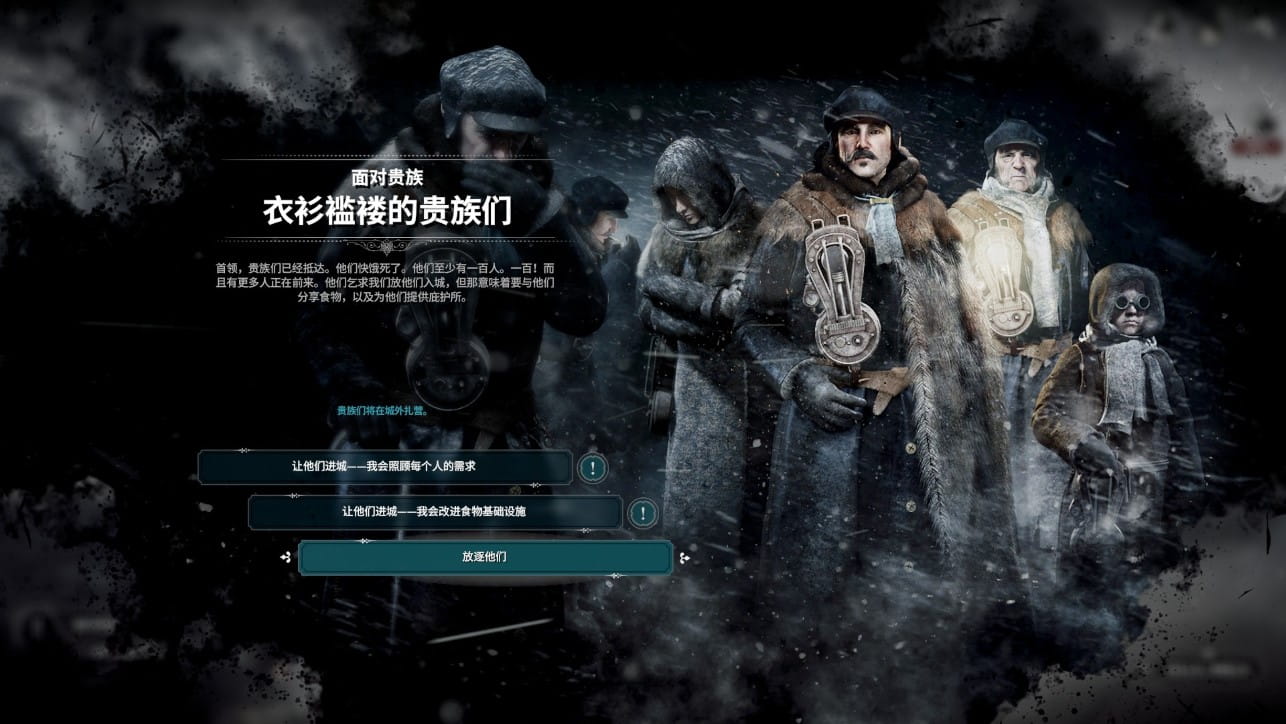 面对贵族
衣衫褴褛的贵族们
首领，贵族们已经抵达。他们快饿死了。他们至少有一百人。一百！而
且有更多人正在前来。他们乞求我们放他们入城，但那意味着要与他们
分享食物，以及为他们提供庇护所。
贵族们将在城外扎营。
让他们进城——我会照顾每个人的需求
!
让他们进城——我会改进食物基础设施
!
放逐他们